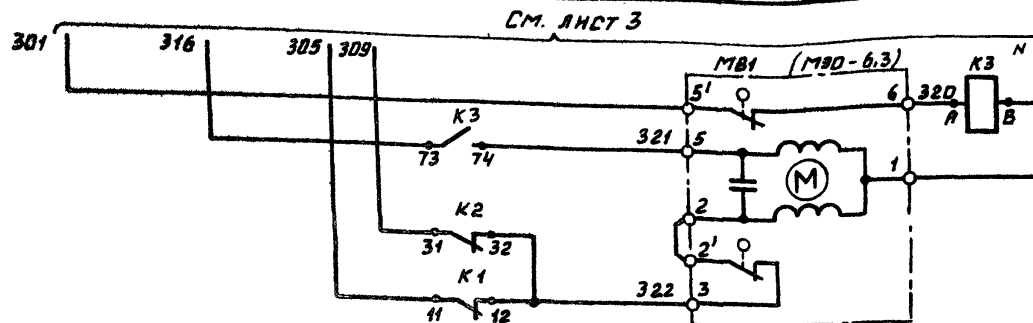 СМ. ЛИСТ 3
301 316 305 309 N
МВ1 (МЭО-6,3) К3
5' 6 320 А В
К3
73 74 321 5 1
М
К2 2
31 32 2'
К1
11 12 322 3